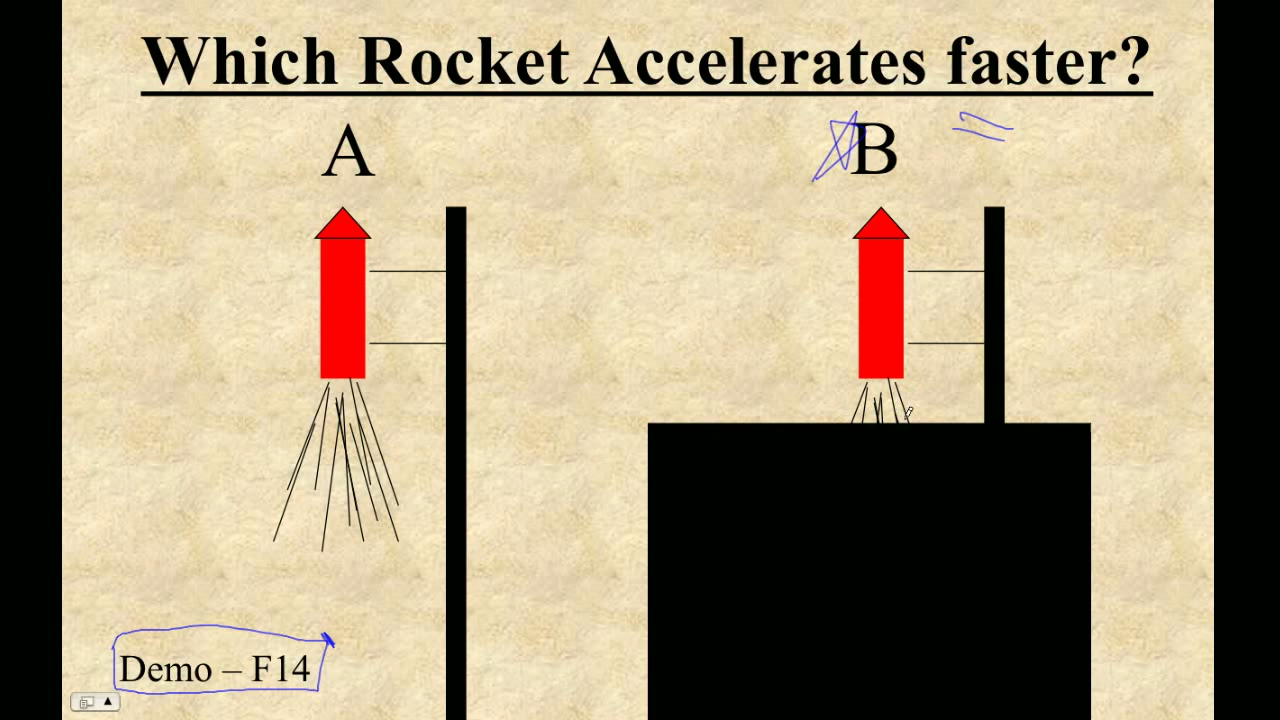 Which Rocket Accelerates faster?
A
B
Demo – F14